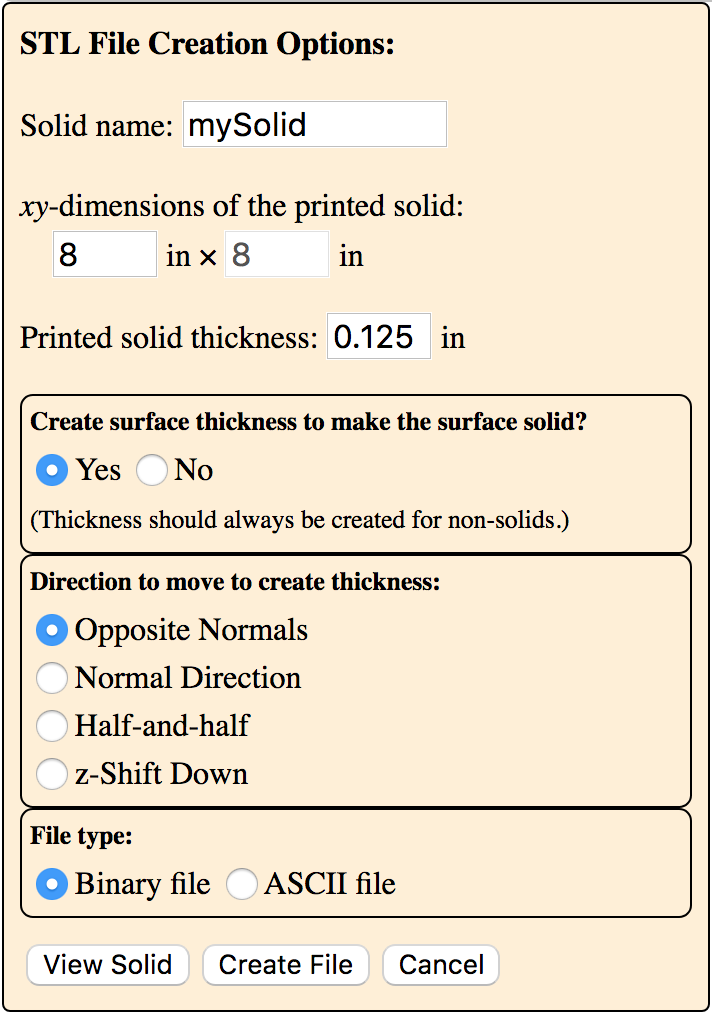 STL File Creation Options:
Solid name: mySolid
xy-dimensions of the printed solid:
8 in × 8 in
Printed solid thickness: 0.125 in
Create surface thickness to make the surface solid?
Yes No
(Thickness should always be created for non-solids.)
Direction to move to create thickness:
Opposite Normals
Normal Direction
Half-and-half
z-Shift Down
File type:
Binary file ASCII file
View Solid Create File Cancel